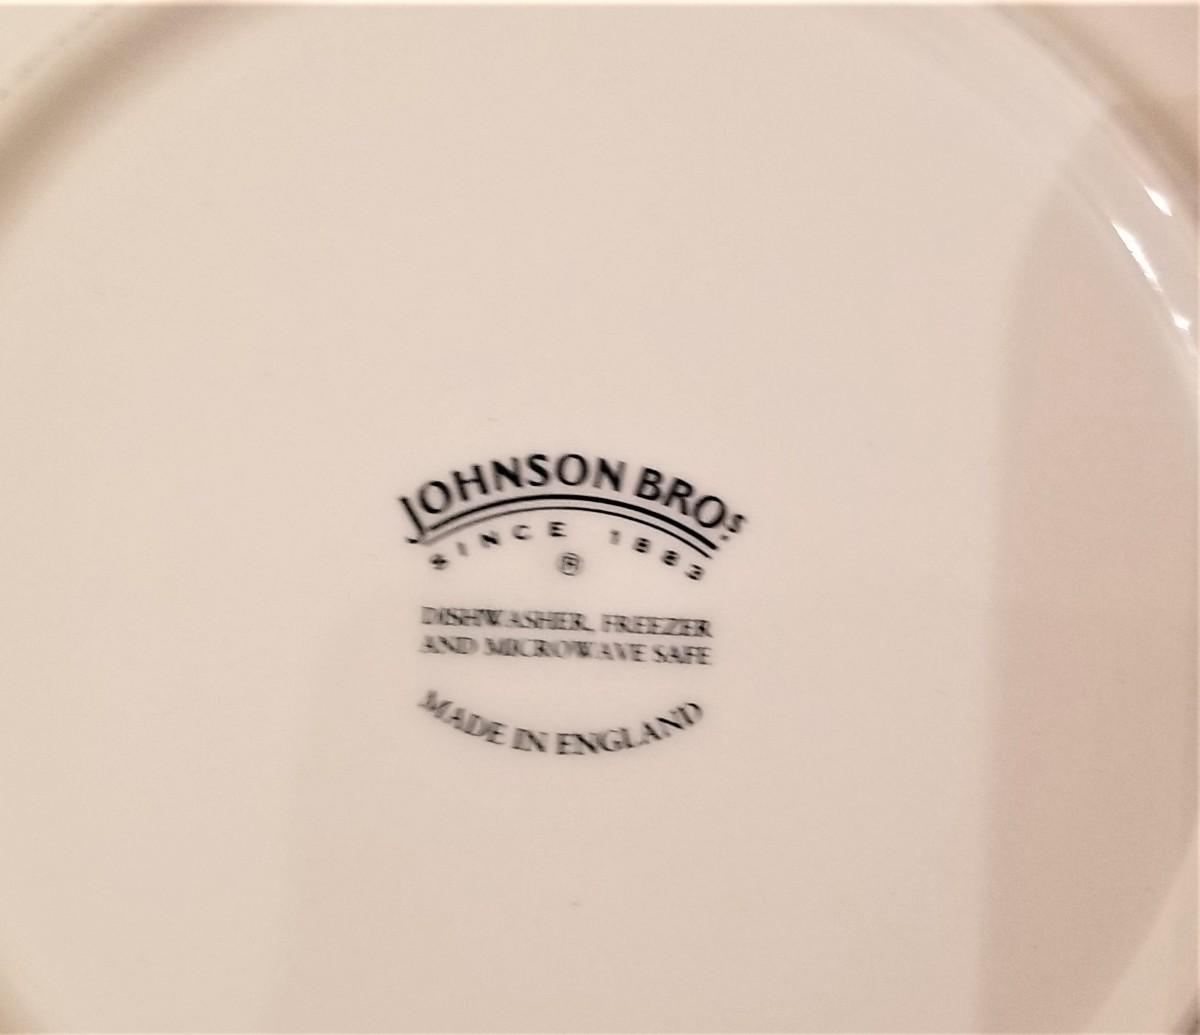 JOHNSON BROS
SINCE 1883
®
DISHWASHER, FREEZER
AND MICROWAVE SAFE
MADE IN ENGLAND